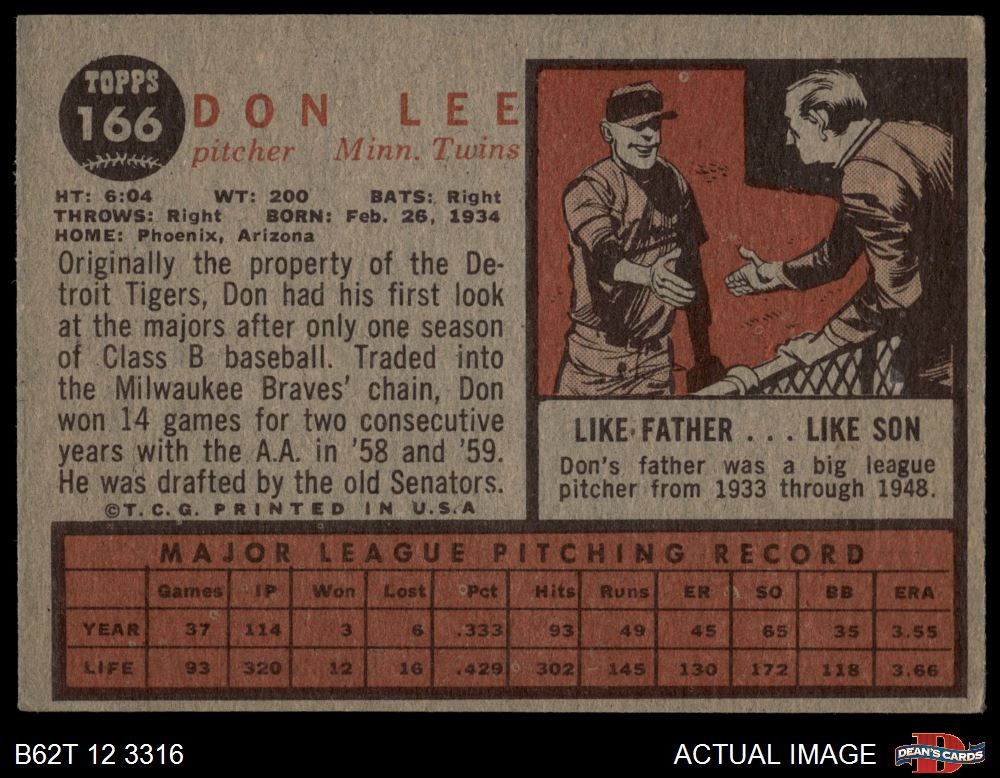 TOPPS
166
DON LEE
pitcher Minn. Twins
HT: 6:04 WT: 200 BATS: Right
THROWS: Right BORN: Feb. 26, 1934
HOME: Phoenix, Arizona
Originally the property of the De-
troit Tigers, Don had his first look
at the majors after only one season
of Class B baseball. Traded into
the Milwaukee Braves' chain, Don
won 14 games for two consecutive
years with the A.A. in '58 and '59.
He was drafted by the old Senators.
©T.C.G. PRINTED IN U.S.A
LIKE FATHER . . . LIKE SON
Don's father was a big league
pitcher from 1933 through 1948.
MAJOR LEAGUE PITCHING RECORD
Games IP Won Lost Pct Hits Runs ER SO BB ERA
YEAR 37 114 3 6 .333 93 49 45 65 35 3.55
LIFE 93 320 12 16 .429 302 145 130 172 118 3.66
B62T 12 3316
ACTUAL IMAGE
DEAN'S CARDS